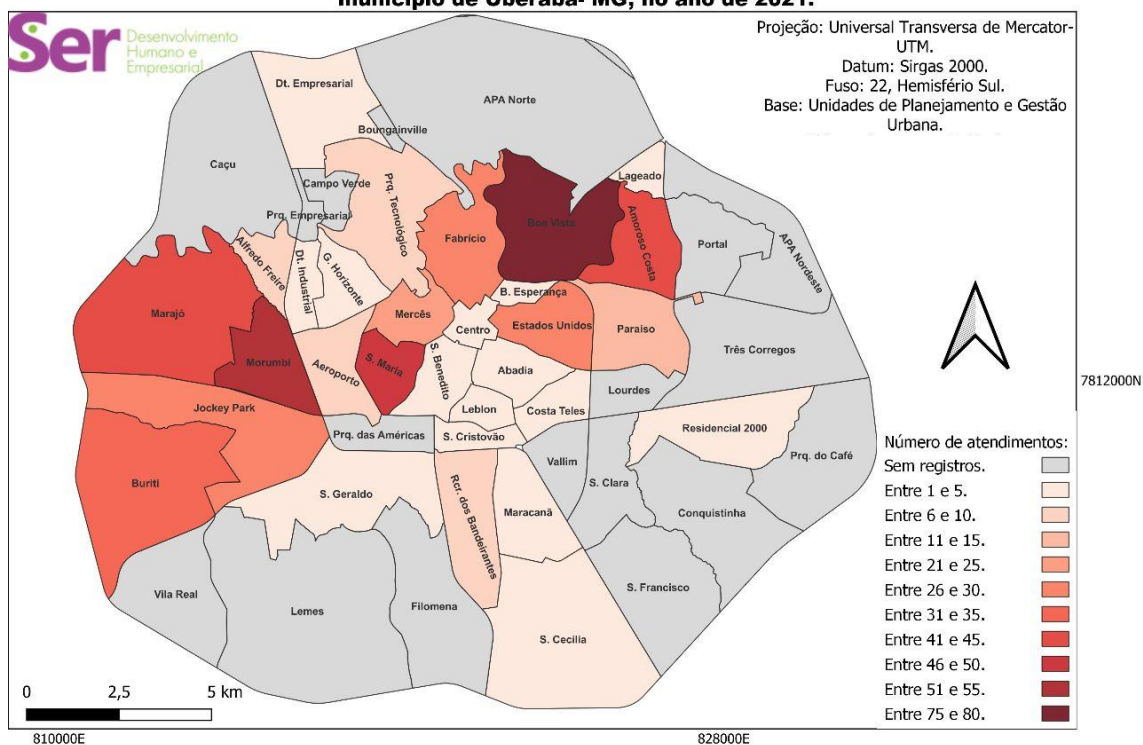 município de Uberaba- MG, no ano de 2021.
Ser Desenvolvimento
Humano e
Empresarial
Projeção: Universal Transversa de Mercator-
UTM.
Datum: Sirgas 2000.
Fuso: 22, Hemisfério Sul.
Base: Unidades de Planejamento e Gestão
Urbana.
Dt. Empresarial
APA Norte
Boungainville
Caçu
Campo Verde
Lageado
Prq. Empresarial
Prq. Tecnológico
Boa Vista
Amoroso Costa
Fabrício
Portal
APA Nordeste
Alfredo Freire
Dt. Industrial
G. Horizonte
B. Esperança
Marajó
Mercês
Centro
Estados Unidos
Paraíso
Três Corregos
Morumbi
Aeroporto
S. Maria
S. Benedito
Abadia
Lourdes
7812000N
Jockey Park
Leblon
Costa Teles
Prq. das Américas
S. Cristovão
Residencial 2000
Prq. do Café
Vallim
Buriti
S. Geraldo
Rcr. dos Bandeirantes
S. Clara
Maracanã
Conquistinha
Vila Real
Lemes
Filomena
S. Francisco
S. Cecília
Número de atendimentos:
Sem registros.
Entre 1 e 5.
Entre 6 e 10.
Entre 11 e 15.
Entre 21 e 25.
Entre 26 e 30.
Entre 31 e 35.
Entre 41 e 45.
Entre 46 e 50.
Entre 51 e 55.
Entre 75 e 80.
0 2,5 5 km
810000E
828000E